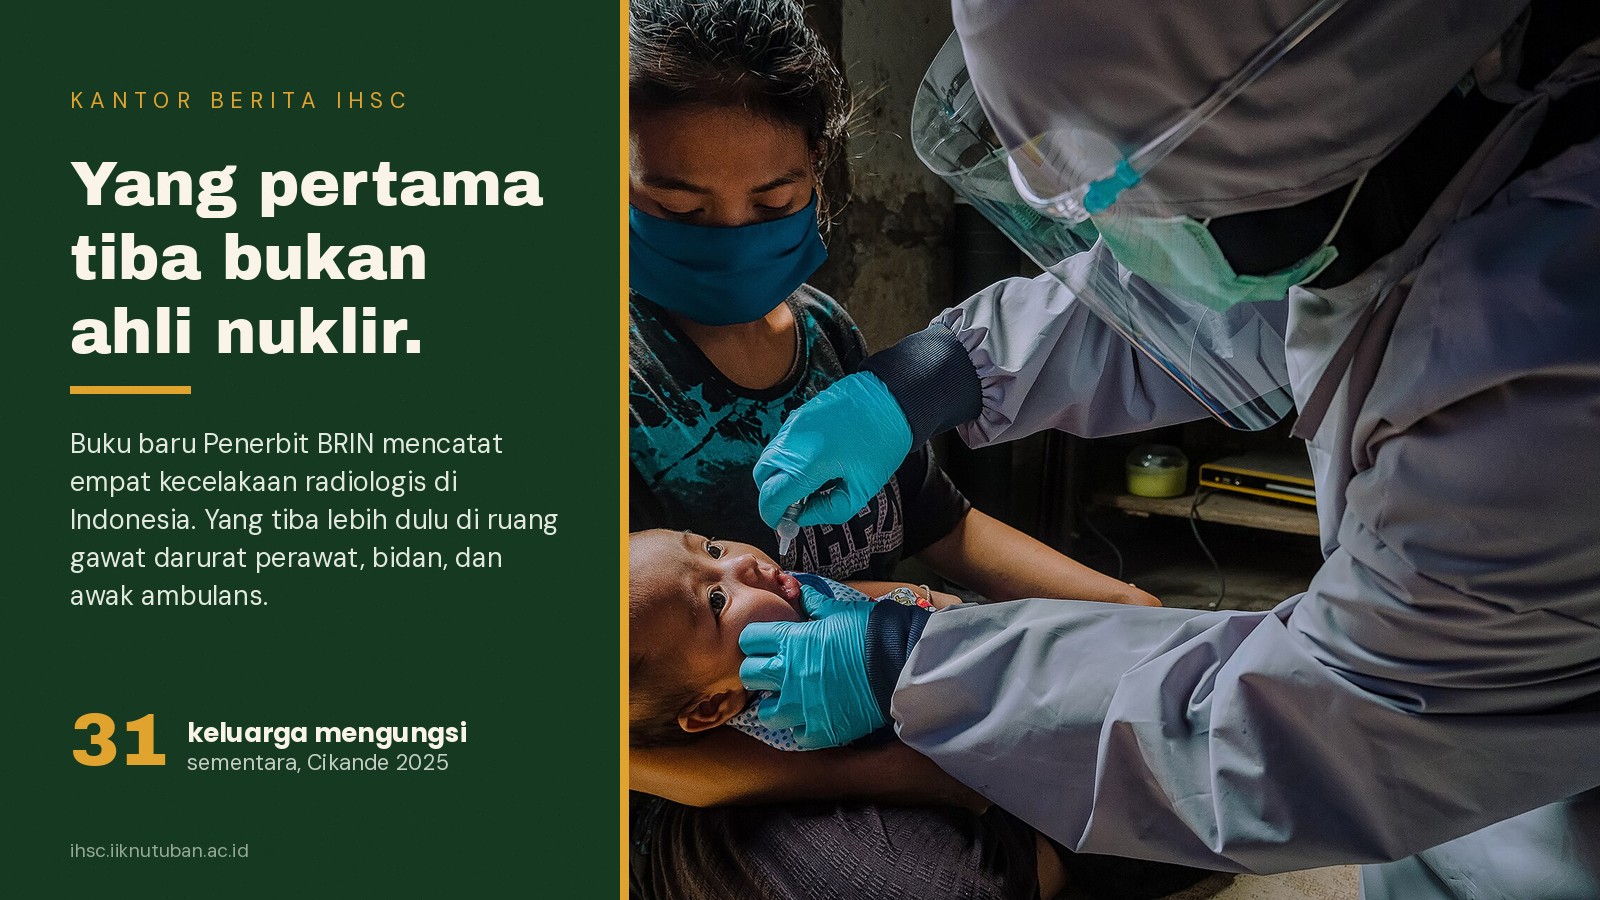 KANTOR BERITA IHSC
Yang pertama
tiba bukan
ahli nuklir.
Buku baru Penerbit BRIN mencatat
empat kecelakaan radiologis di
Indonesia. Yang tiba lebih dulu di ruang
gawat darurat perawat, bidan, dan
awak ambulans.
31 keluarga mengungsi
sementara, Cikande 2025
ihsc.iiknutuban.ac.id